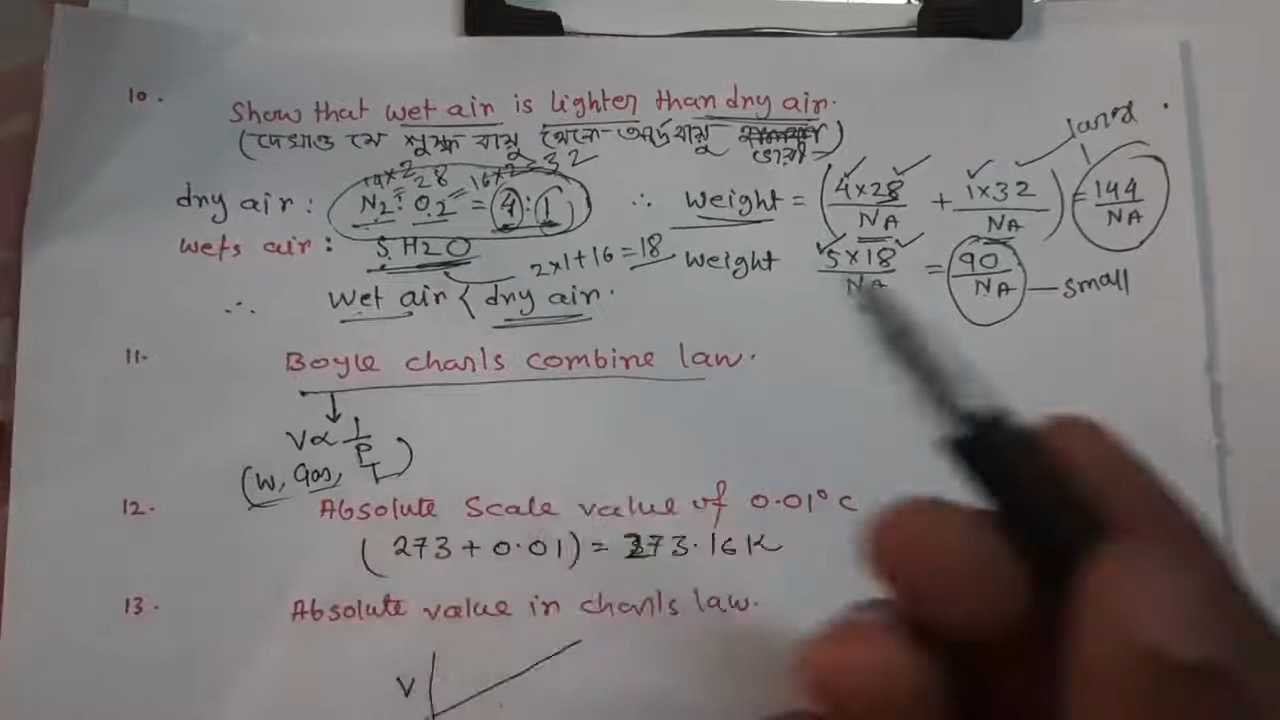 10. Show that wet air is lighter than dry air.
(দেখাও যে শুষ্ক বায়ু থেকে আর্দ্রবায়ু
14×2 = 28 16×2 = 32
dry air: N2 : O2 = 4 : 1 ∴ Weight = (4×28/NA + 1×32/NA) = 144/NA
wets air: 5 H2O Weight 5×18/NA = 90/NA — small
2×1+16=18
∴ Wet air < dry air.
11. Boyle charls combine law.
V∝ 1/P
(W, Gas, T)
12. Absolute Scale value of 0.01°C
(273 + 0.01) = 273.16K
13. Absolute value in charls law.
V